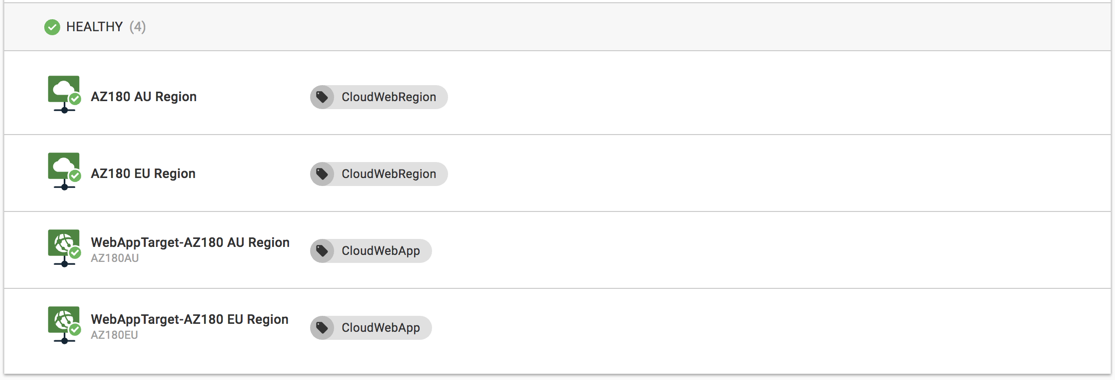 HEALTHY (4)
AZ180 AU Region
CloudWebRegion
AZ180 EU Region
CloudWebRegion
WebAppTarget-AZ180 AU Region
AZ180AU
CloudWebApp
WebAppTarget-AZ180 EU Region
AZ180EU
CloudWebApp